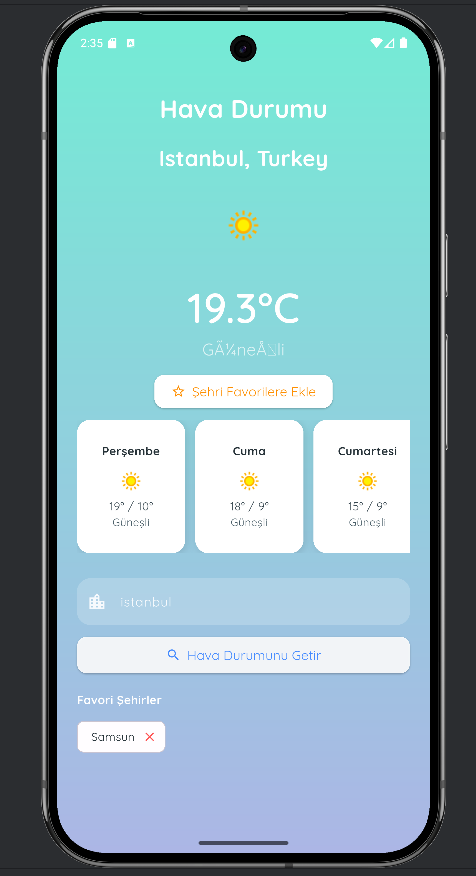 2:35
Hava Durumu
Istanbul, Turkey
19.3°C
GÃ¼neÅŸli
Şehri Favorilere Ekle
Perşembe
19° / 10°
Güneşli
Cuma
18° / 9°
Güneşli
Cumartesi
15° / 9°
Güneşli
istanbul
Hava Durumunu Getir
Favori Şehirler
Samsun